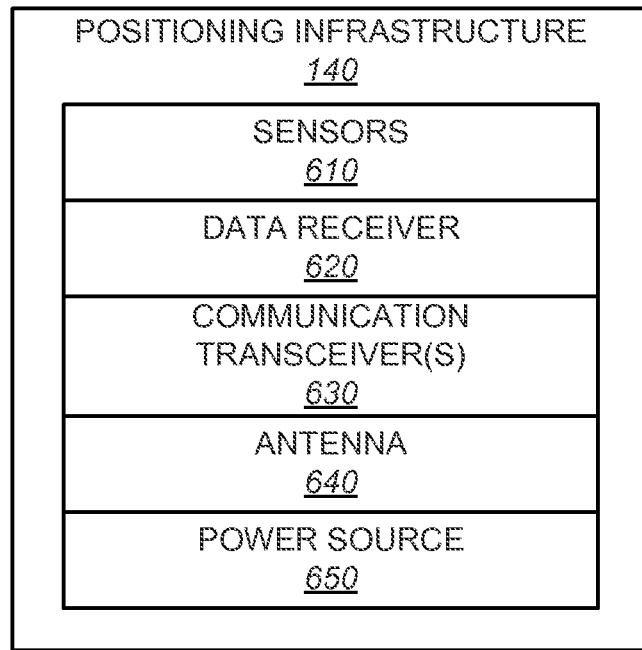 POSITIONING INFRASTRUCTURE
140
SENSORS
610
DATA RECEIVER
620
COMMUNICATION
TRANSCEIVER(S)
630
ANTENNA
640
POWER SOURCE
650